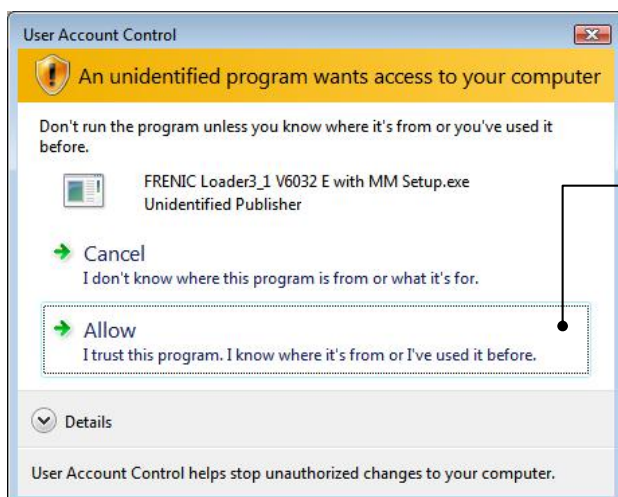 User Account Control
An unidentified program wants access to your computer
Don't run the program unless you know where it's from or you've used it
before.
FRENIC Loader3_1 V6032 E with MM Setup.exe
Unidentified Publisher
Cancel
I don't know where this program is from or what it's for.
Allow
I trust this program. I know where it's from or I've used it before.
Details
User Account Control helps stop unauthorized changes to your computer.